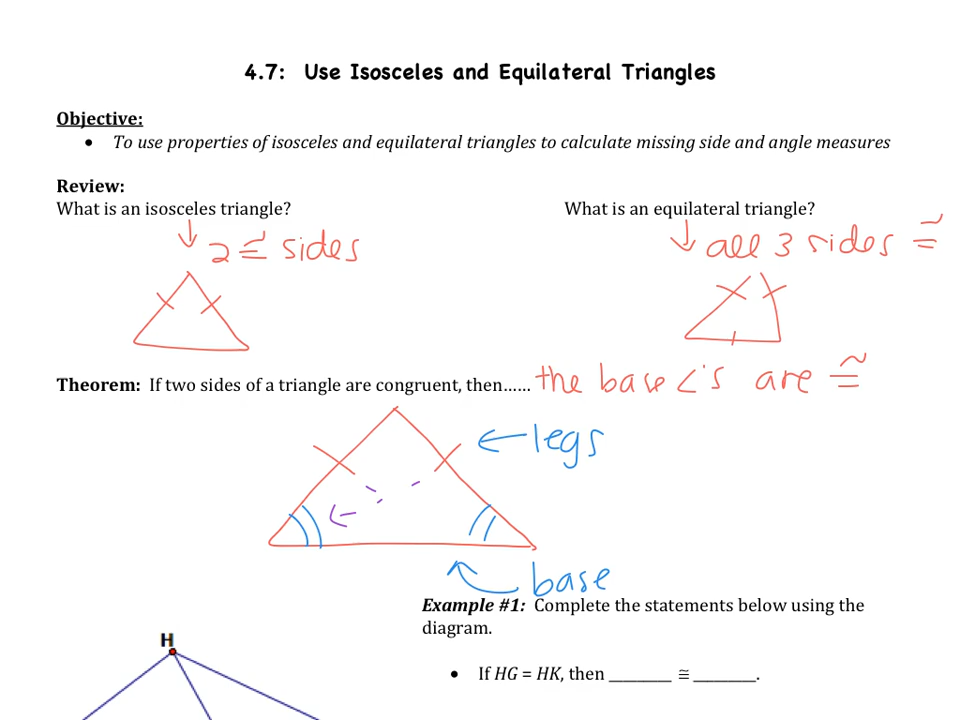 4.7: Use Isosceles and Equilateral Triangles
Objective:
• To use properties of isosceles and equilateral triangles to calculate missing side and angle measures
Review:
What is an isosceles triangle?
What is an equilateral triangle?
↓ 2 ≅ sides
↓ all 3 sides ≅
Theorem: If two sides of a triangle are congruent, then...... the base ∠'s are ≅
← legs
base
Example #1: Complete the statements below using the
diagram.
H
• If HG = HK, then ________ ≅ ________.